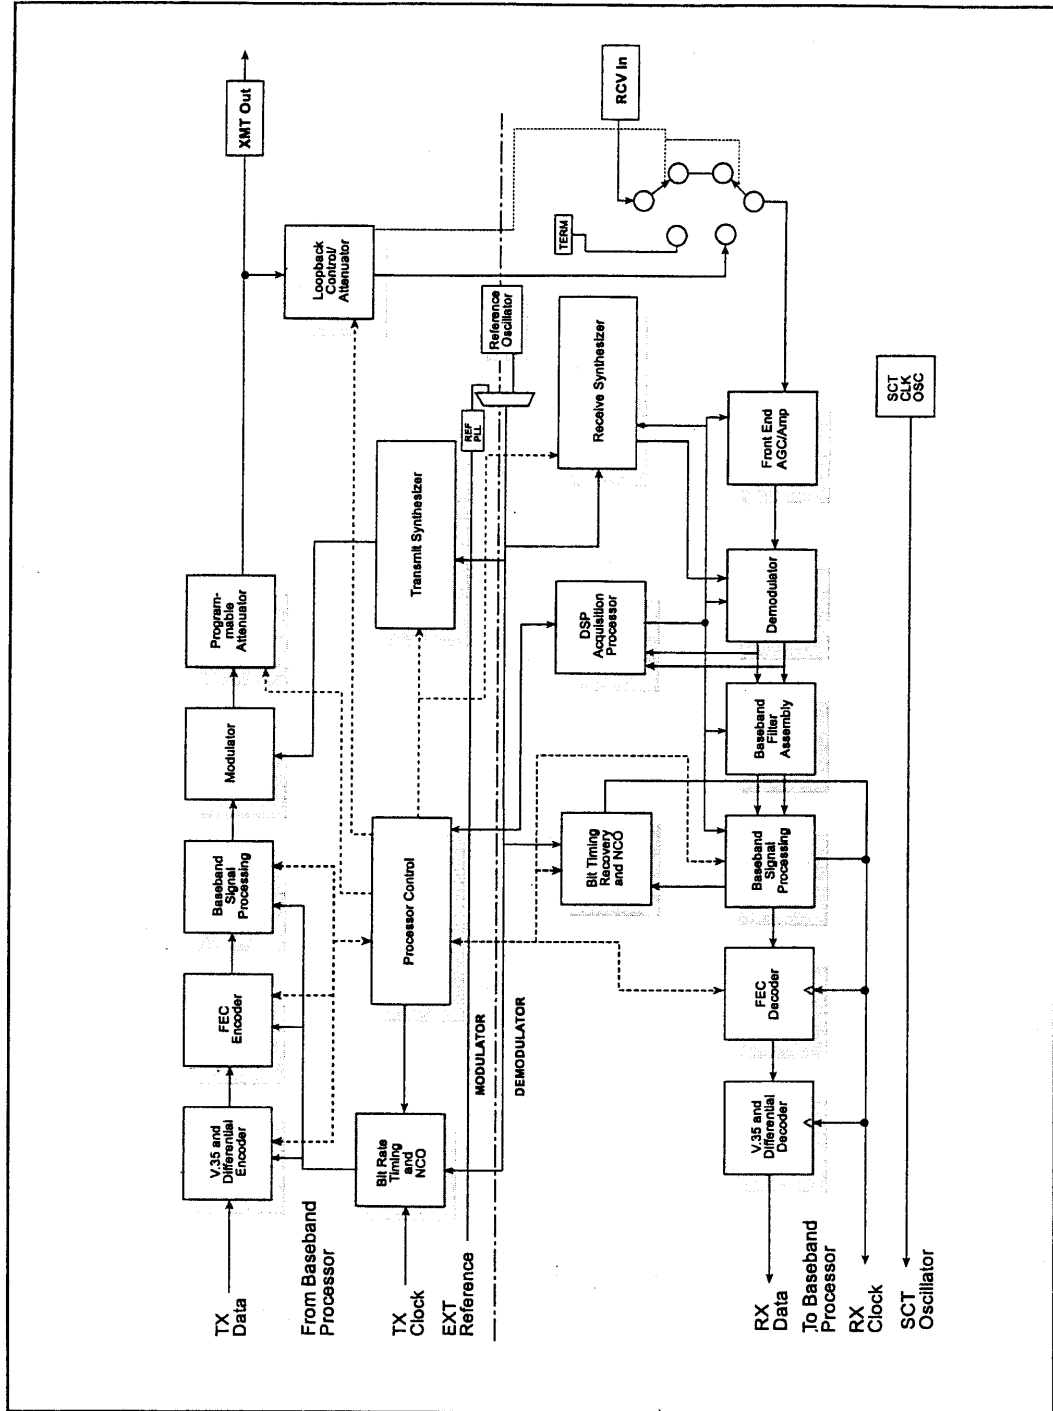 TX
Data
V.35 and
Differential
Encoder
FEC
Encoder
Baseband
Signal
Processing
Modulator
Program-
mable
Attenuator
XMT Out
From Baseband
Processor
Loopback
Control/
Attenuator
TX
Clock
Bit Rate
Timing
and
NCO
Processor Control
Transmit Synthesizer
EXT
Reference
REF
PLL
MODULATOR
DEMODULATOR
Reference
Oscillator
TERM
RCV In
Bit Timing
Recovery
and NCO
DSP
Acquisition
Processor
Receive Synthesizer
RX
Data
V.35 and
Differential
Decoder
FEC
Decoder
Baseband
Signal
Processing
Baseband
Filter
Assembly
Demodulator
Front End
AGC/Amp
To Baseband
Processor
RX
Clock
SCT
Oscillator
SCT
CLK
OSC